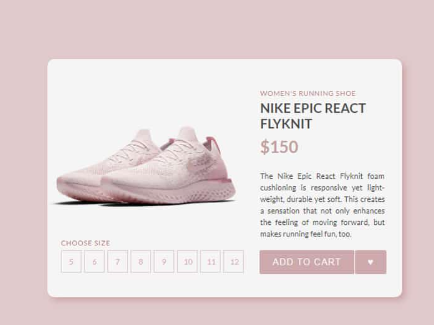 WOMEN'S RUNNING SHOE
NIKE EPIC REACT
FLYKNIT
$150
The Nike Epic React Flyknit foam
cushioning is responsive yet light-
weight, durable yet soft. This creates
a sensation that not only enhances
the feeling of moving forward, but
makes running feel fun, too.
CHOOSE SIZE
5 6 7 8 9 10 11 12
ADD TO CART ♥